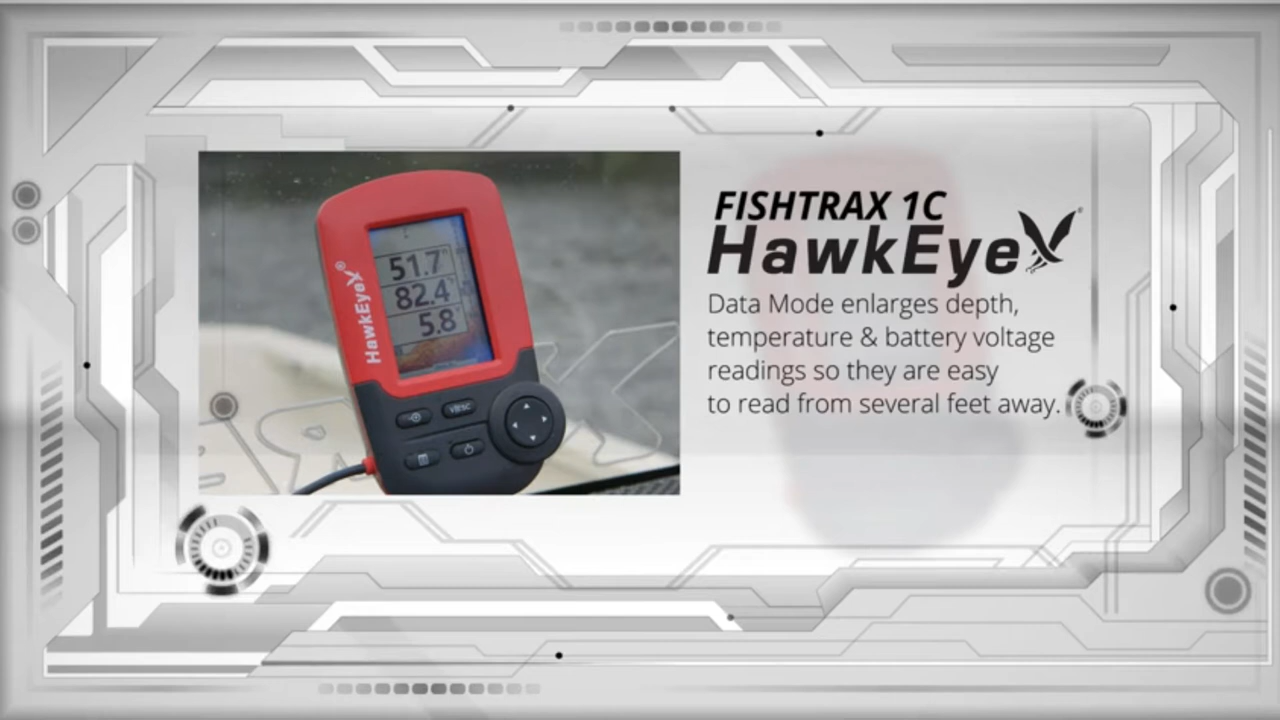 FISHTRAX 1C
HawkEye®
Data Mode enlarges depth,
temperature & battery voltage
readings so they are easy
to read from several feet away.
HawkEye®
51.7°
82.4°
5.8